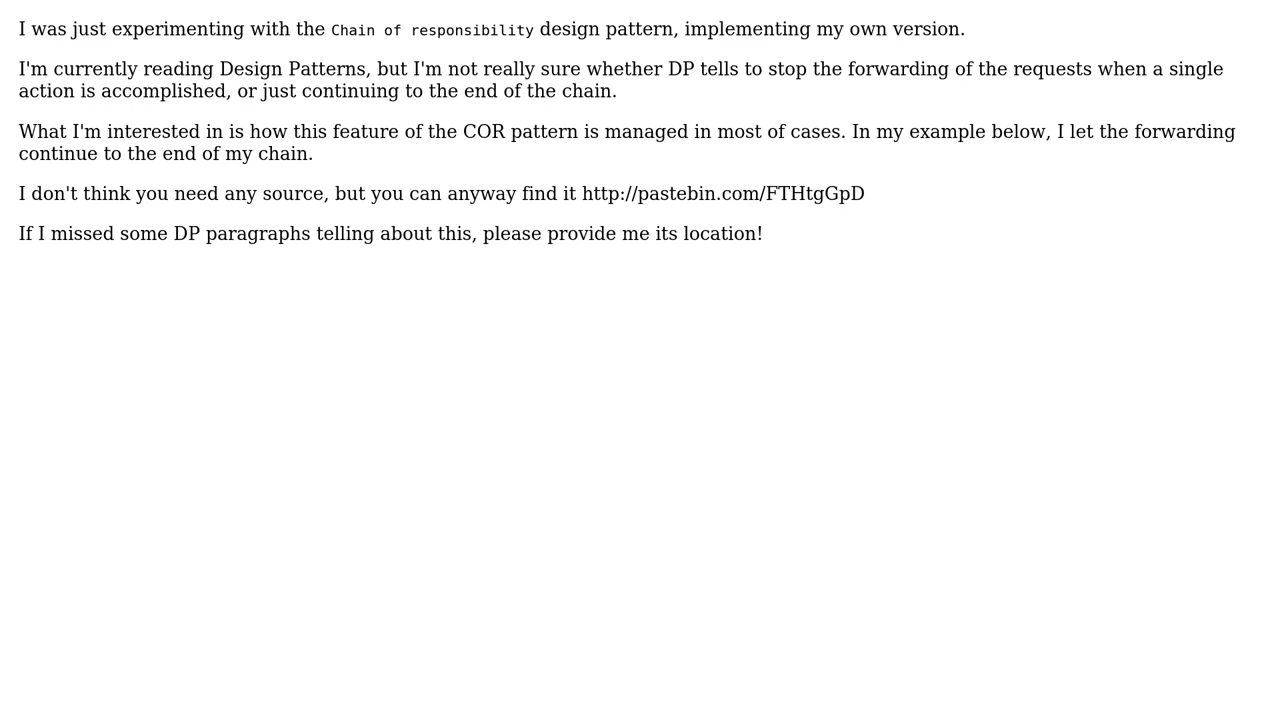 I was just experimenting with the Chain of responsibility design pattern, implementing my own version.
I'm currently reading Design Patterns, but I'm not really sure whether DP tells to stop the forwarding of the requests when a single
action is accomplished, or just continuing to the end of the chain.
What I'm interested in is how this feature of the COR pattern is managed in most of cases. In my example below, I let the forwarding
continue to the end of my chain.
I don't think you need any source, but you can anyway find it http://pastebin.com/FTHtgGpD
If I missed some DP paragraphs telling about this, please provide me its location!